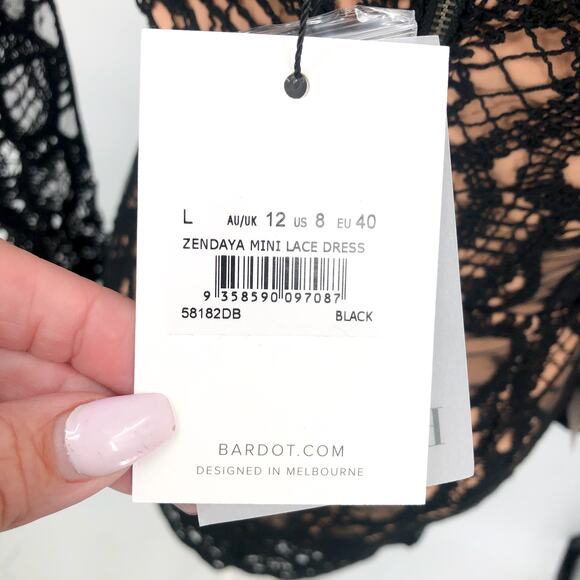 L AU/UK 12 US 8 EU 40
ZENDAYA MINI LACE DRESS
9 358590 097087
58182DB BLACK
BARDOT.COM
DESIGNED IN MELBOURNE